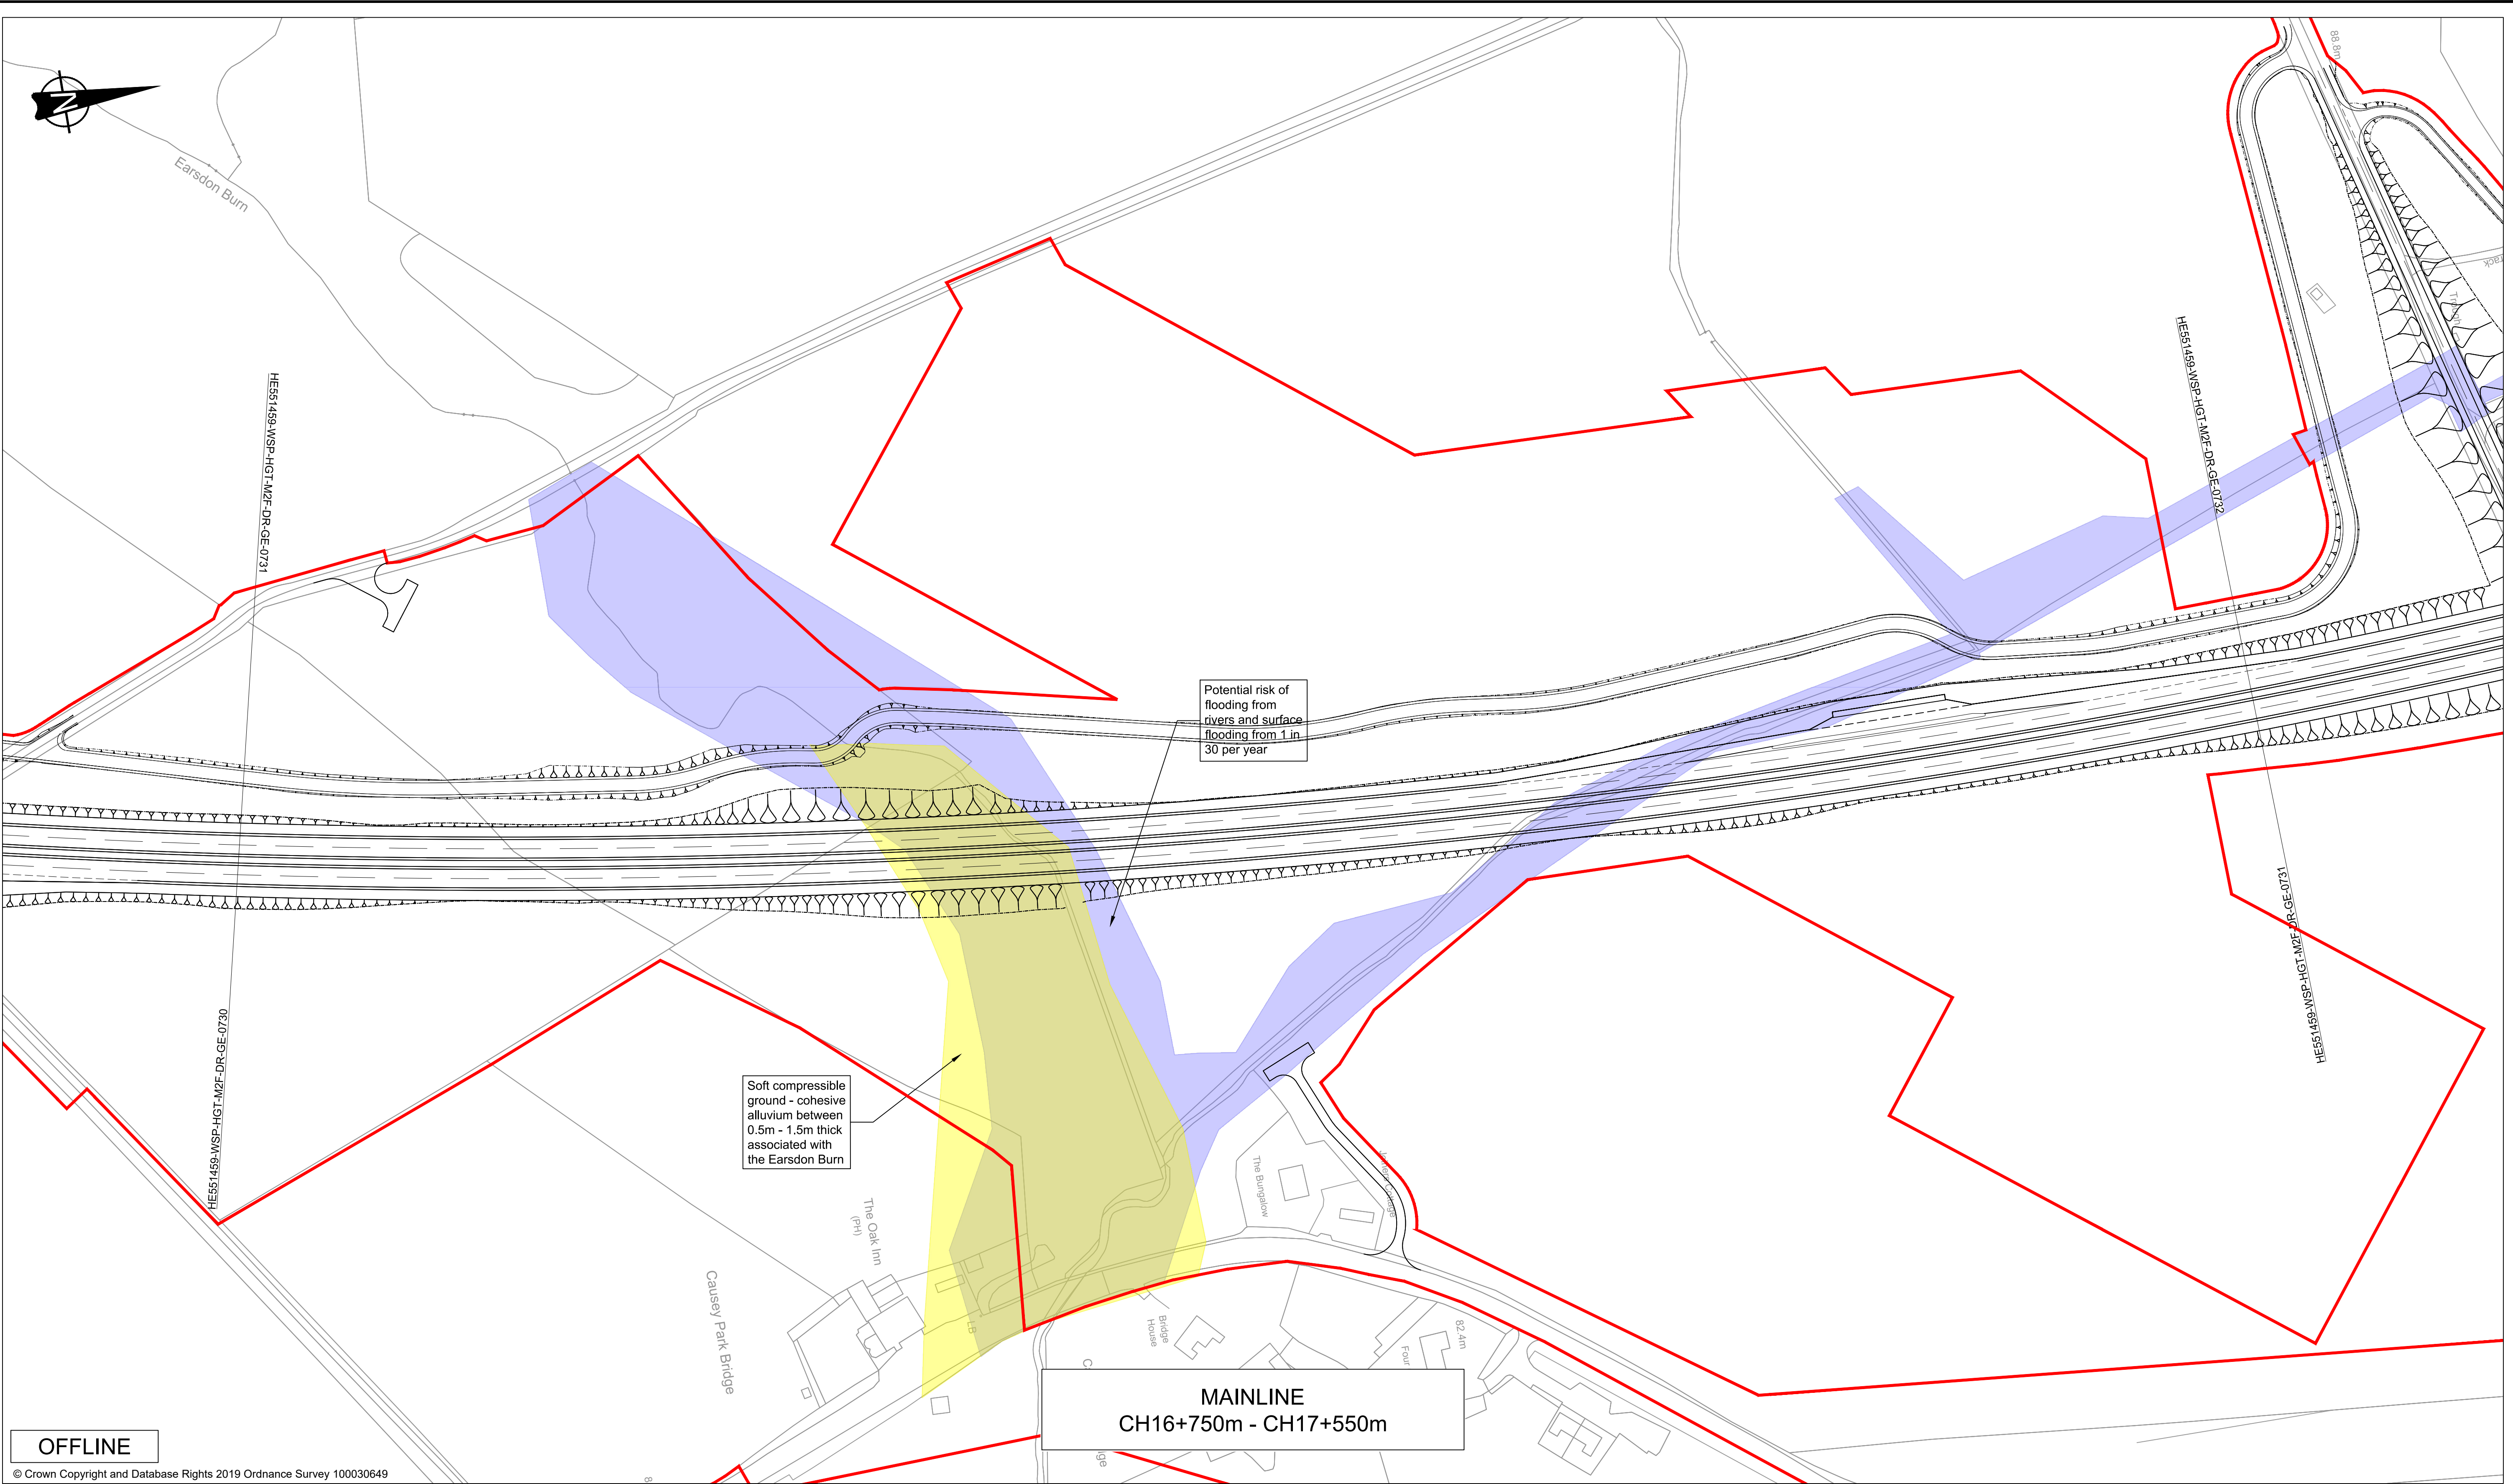 N
Earsdon Burn
88.8m
HE551459-WSP-HGT-M2F-DR-GE-0731
HE551459-WSP-HGT-M2F-DR-GE-0730
HE551459-WSP-HGT-M2F-DR-GE-0732
HE551459-WSP-HGT-M2F-DR-GE-0731
Potential risk of
flooding from
rivers and surface
flooding from 1 in
30 per year
Soft compressible
ground - cohesive
alluvium between
0.5m - 1.5m thick
associated with
the Earsdon Burn
The Oak Inn
(PH)
Causey Park Bridge
LB
The Bungalow
Cottage
Bridge
House
82.4m
Four
MAINLINE
CH16+750m - CH17+550m
OFFLINE
© Crown Copyright and Database Rights 2019 Ordnance Survey 100030649